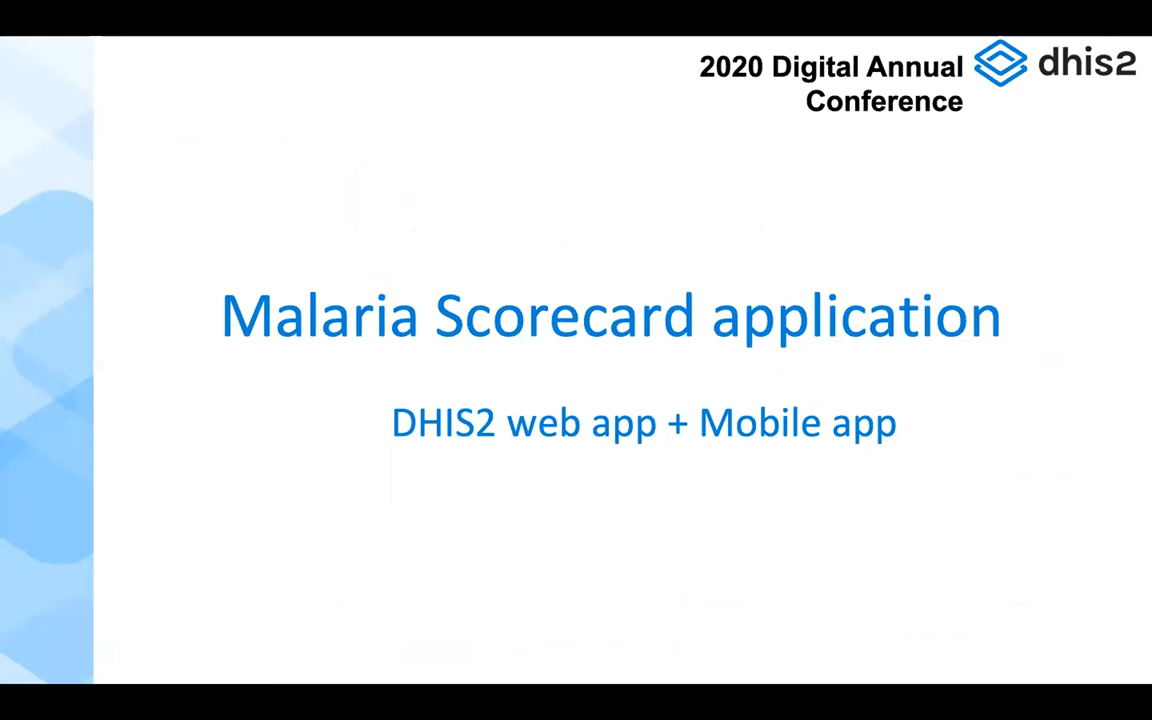 2020 Digital Annual
Conference
dhis2
Malaria Scorecard application
DHIS2 web app + Mobile app